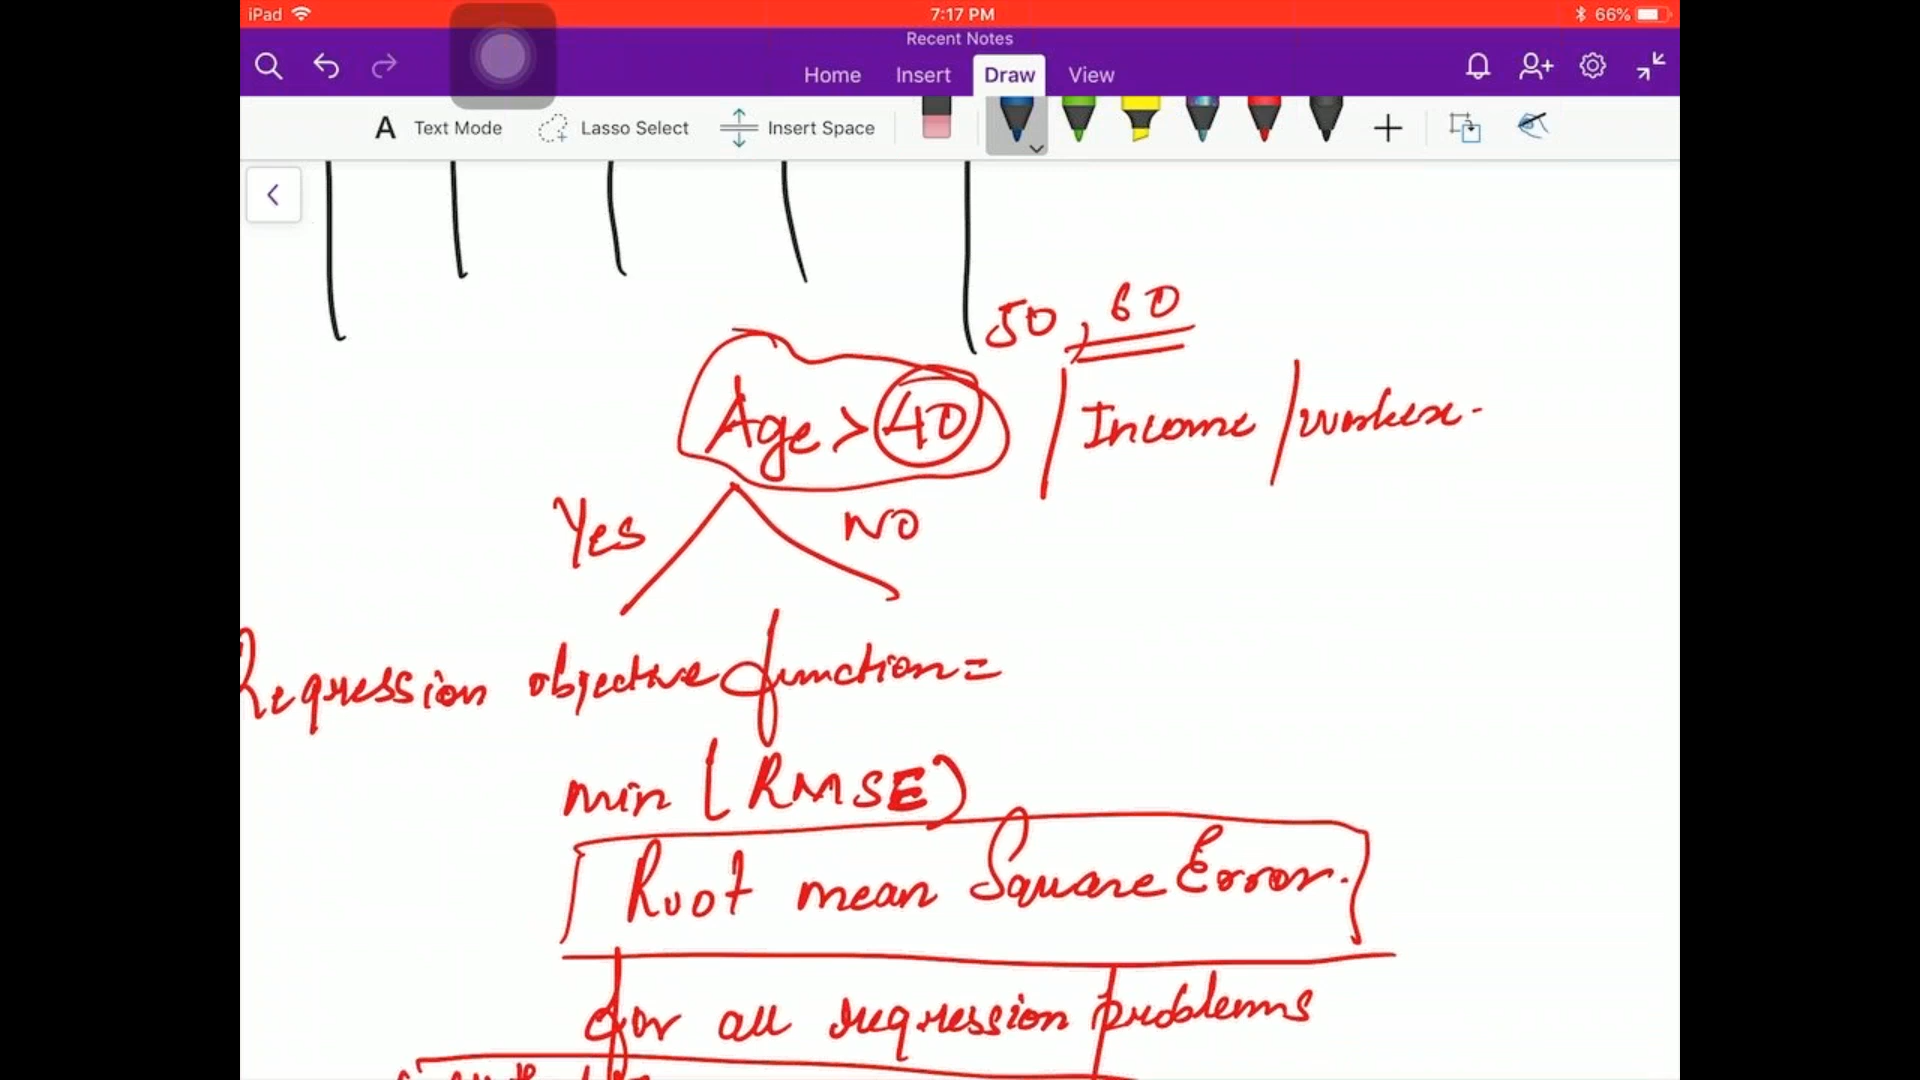 iPad 7:17 PM 66%
Recent Notes
Home Insert Draw View
A Text Mode Lasso Select Insert Space
50, 60
Age > 40 / Income / workex.
Yes NO
Regression objective function =
min (RMSE)
Root mean Square Error.
for all regression problems